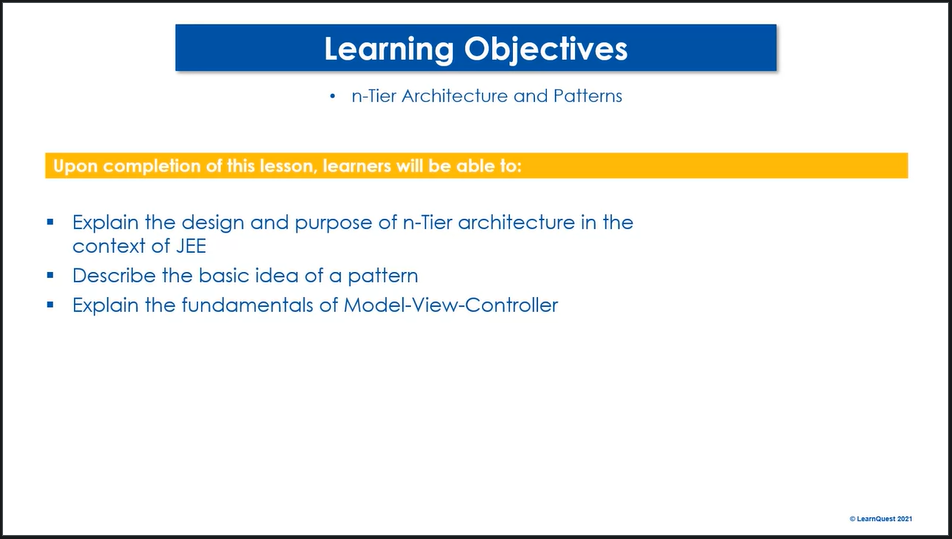 Learning Objectives
• n-Tier Architecture and Patterns
Upon completion of this lesson, learners will be able to:
▪ Explain the design and purpose of n-Tier architecture in the
context of JEE
▪ Describe the basic idea of a pattern
▪ Explain the fundamentals of Model-View-Controller
© LearnQuest 2021